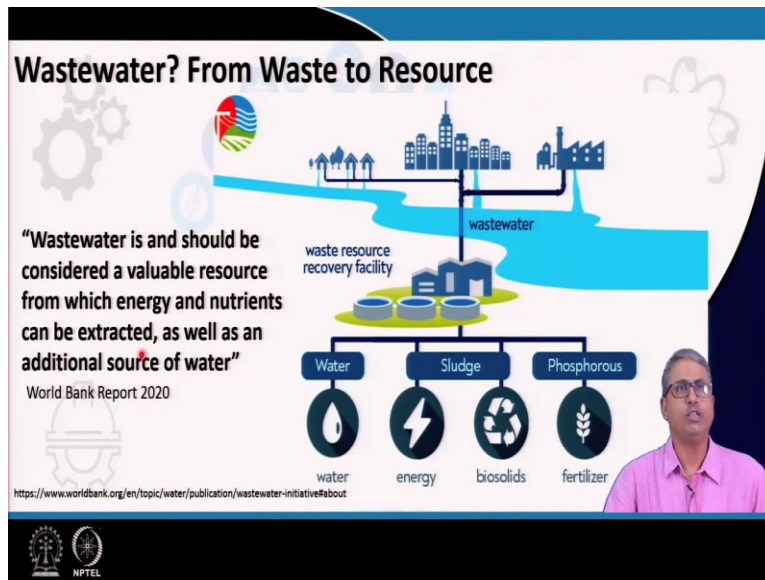 Wastewater? From Waste to Resource
"Wastewater is and should be
considered a valuable resource
from which energy and nutrients
can be extracted, as well as an
additional source of water"
World Bank Report 2020
wastewater
waste resource
recovery facility
Water
Sludge
Phosphorous
water
energy
biosolids
fertilizer
https://www.worldbank.org/en/topic/water/publication/wastewater-initiative#about
NPTEL